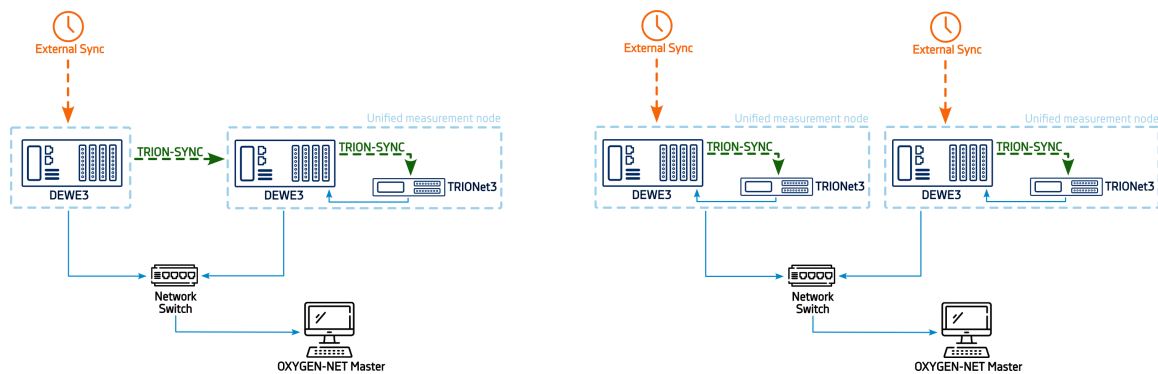 External Sync
Unified measurement node
TRION-SYNC
TRION-SYNC
DEWE3
DEWE3
TRIONet3
Network
Switch
OXYGEN-NET Master
External Sync
External Sync
Unified measurement node
Unified measurement node
TRION-SYNC
TRION-SYNC
DEWE3
TRIONet3
DEWE3
TRIONet3
Network
Switch
OXYGEN-NET Master